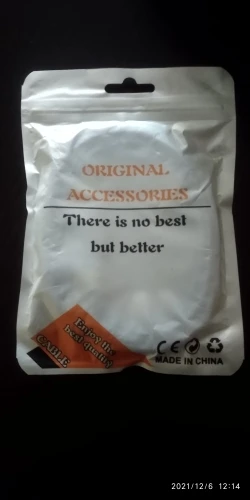 ORIGINAL
ACCESSORIES
There is no best
but better
Enjoy the
best quality
CABLE
CE
MADE IN CHINA
2021/12/6 12:14